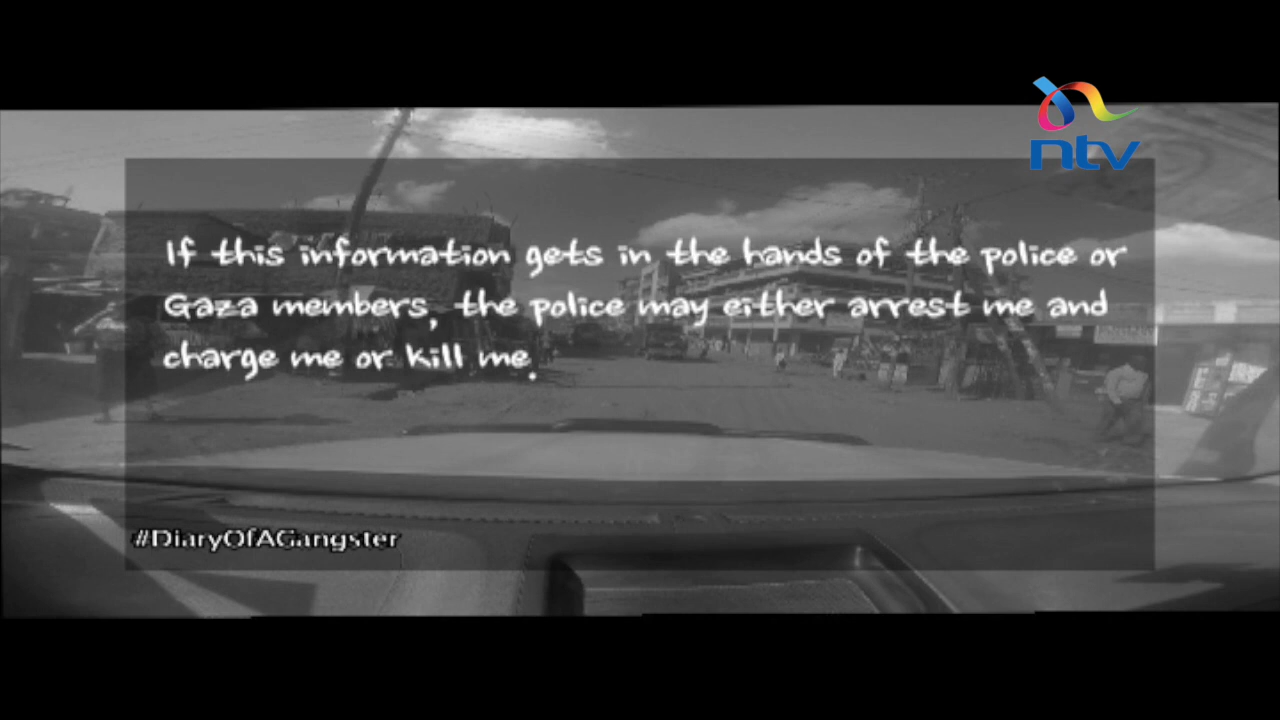 ntv
If this information gets in the hands of the police or
Gaza members, the police may either arrest me and
charge me or kill me.
#DiaryOfAGangster